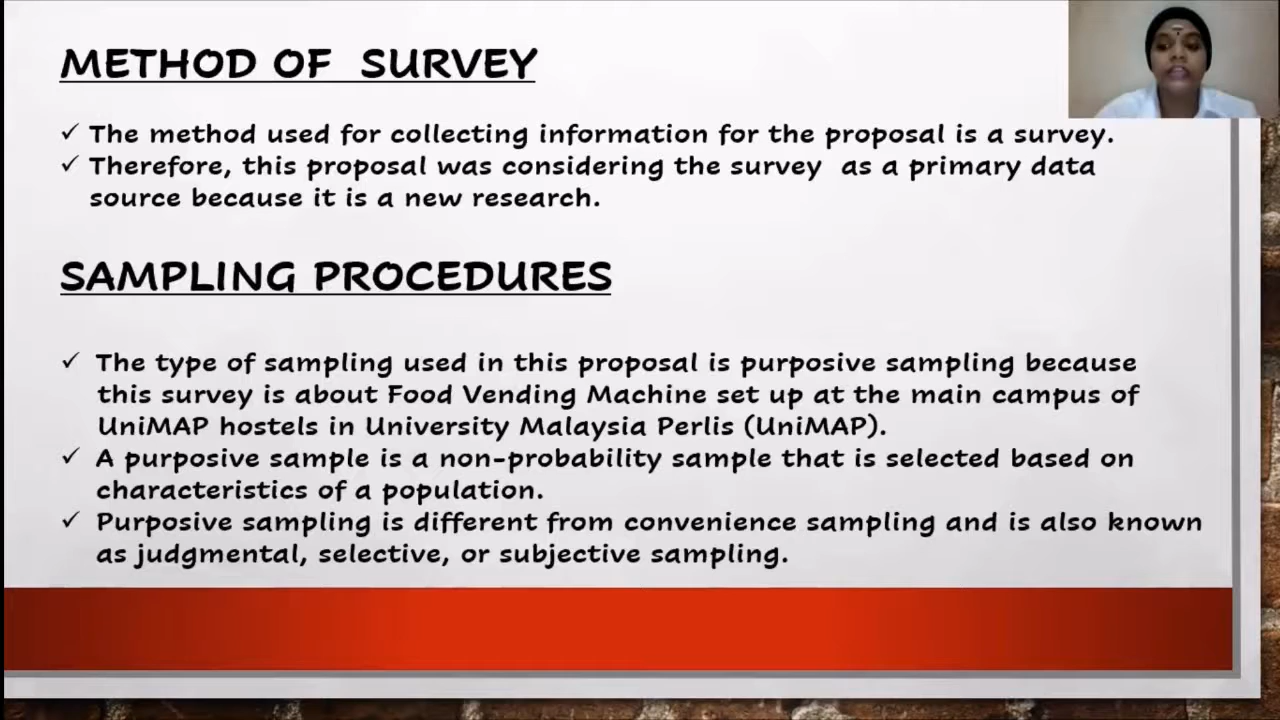 METHOD OF SURVEY
✓ The method used for collecting information for the proposal is a survey.
✓ Therefore, this proposal was considering the survey as a primary data
source because it is a new research.
SAMPLING PROCEDURES
✓ The type of sampling used in this proposal is purposive sampling because
this survey is about Food Vending Machine set up at the main campus of
UniMAP hostels in University Malaysia Perlis (UniMAP).
✓ A purposive sample is a non-probability sample that is selected based on
characteristics of a population.
✓ Purposive sampling is different from convenience sampling and is also known
as judgmental, selective, or subjective sampling.